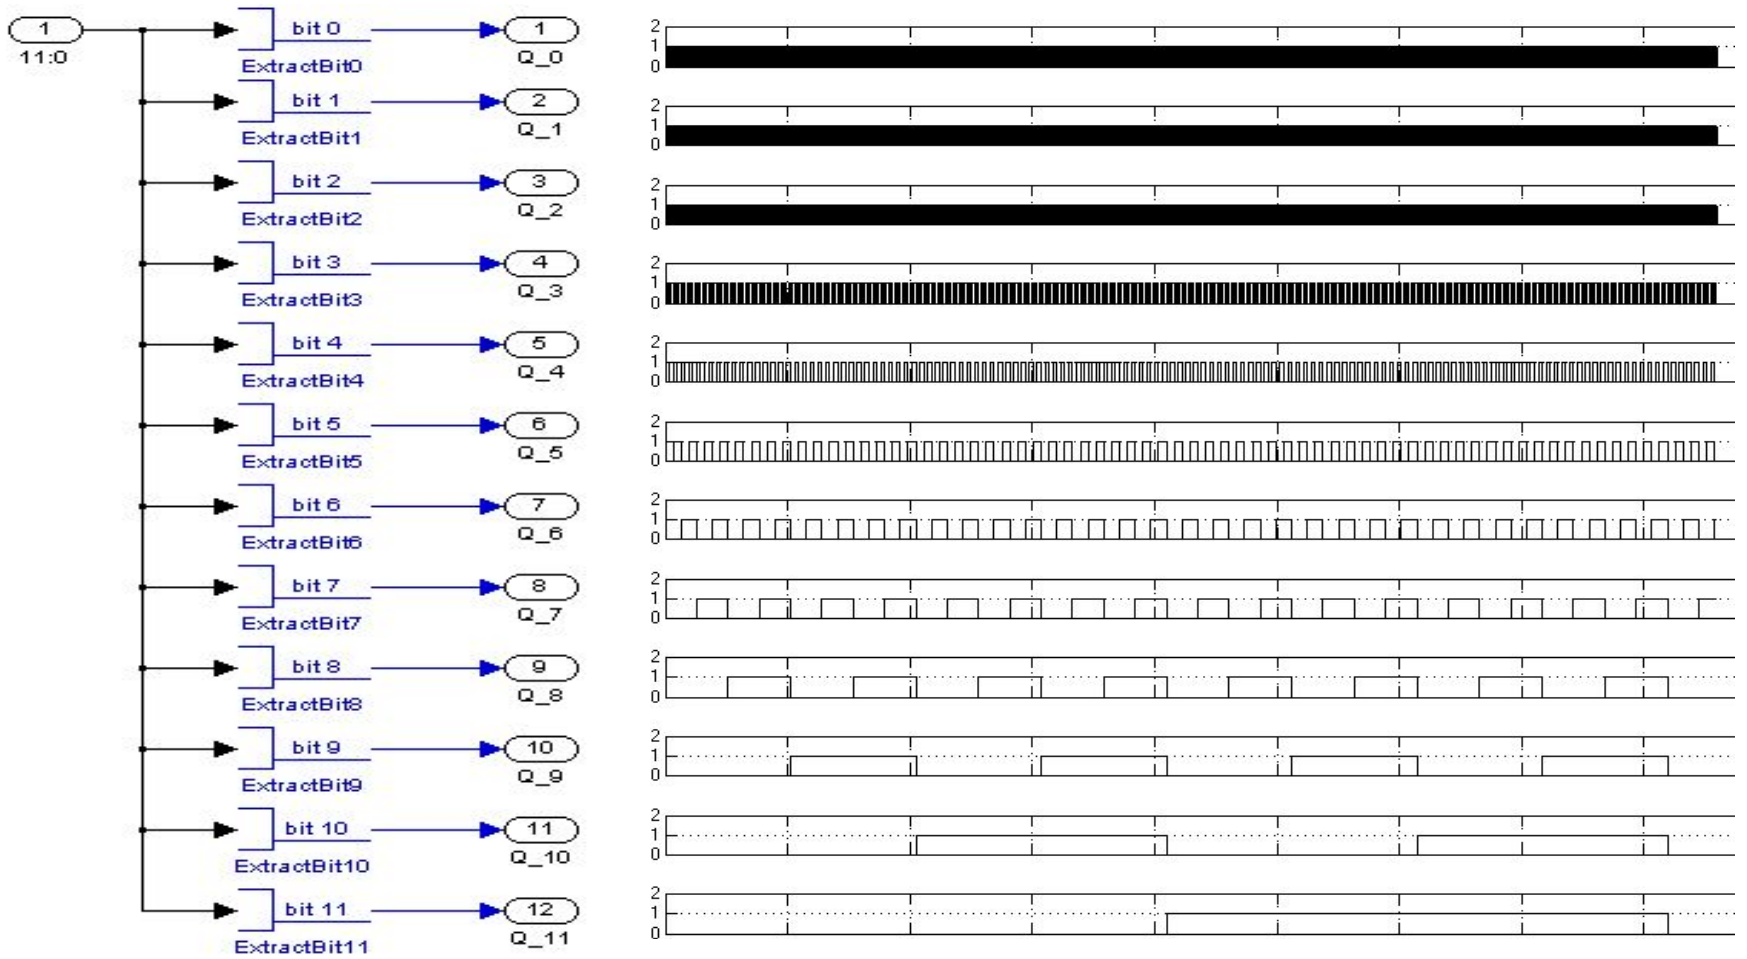 1
11:0
bit 0
ExtractBit0
1
Q_0
2
1
0
bit 1
ExtractBit1
2
Q_1
2
1
0
bit 2
ExtractBit2
3
Q_2
2
1
0
bit 3
ExtractBit3
4
Q_3
2
1
0
bit 4
ExtractBit4
5
Q_4
2
1
0
bit 5
ExtractBit5
6
Q_5
2
1
0
bit 6
ExtractBit6
7
Q_6
2
1
0
bit 7
ExtractBit7
8
Q_7
2
1
0
bit 8
ExtractBit8
9
Q_8
2
1
0
bit 9
ExtractBit9
10
Q_9
2
1
0
bit 10
ExtractBit10
11
Q_10
2
1
0
bit 11
ExtractBit11
12
Q_11
2
1
0